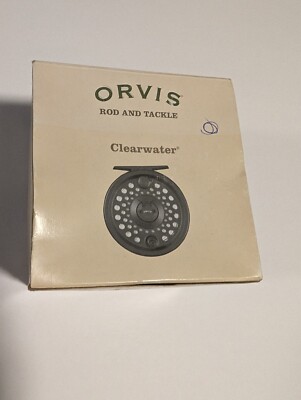 ORVIS®
ROD AND TACKLE
Clearwater®